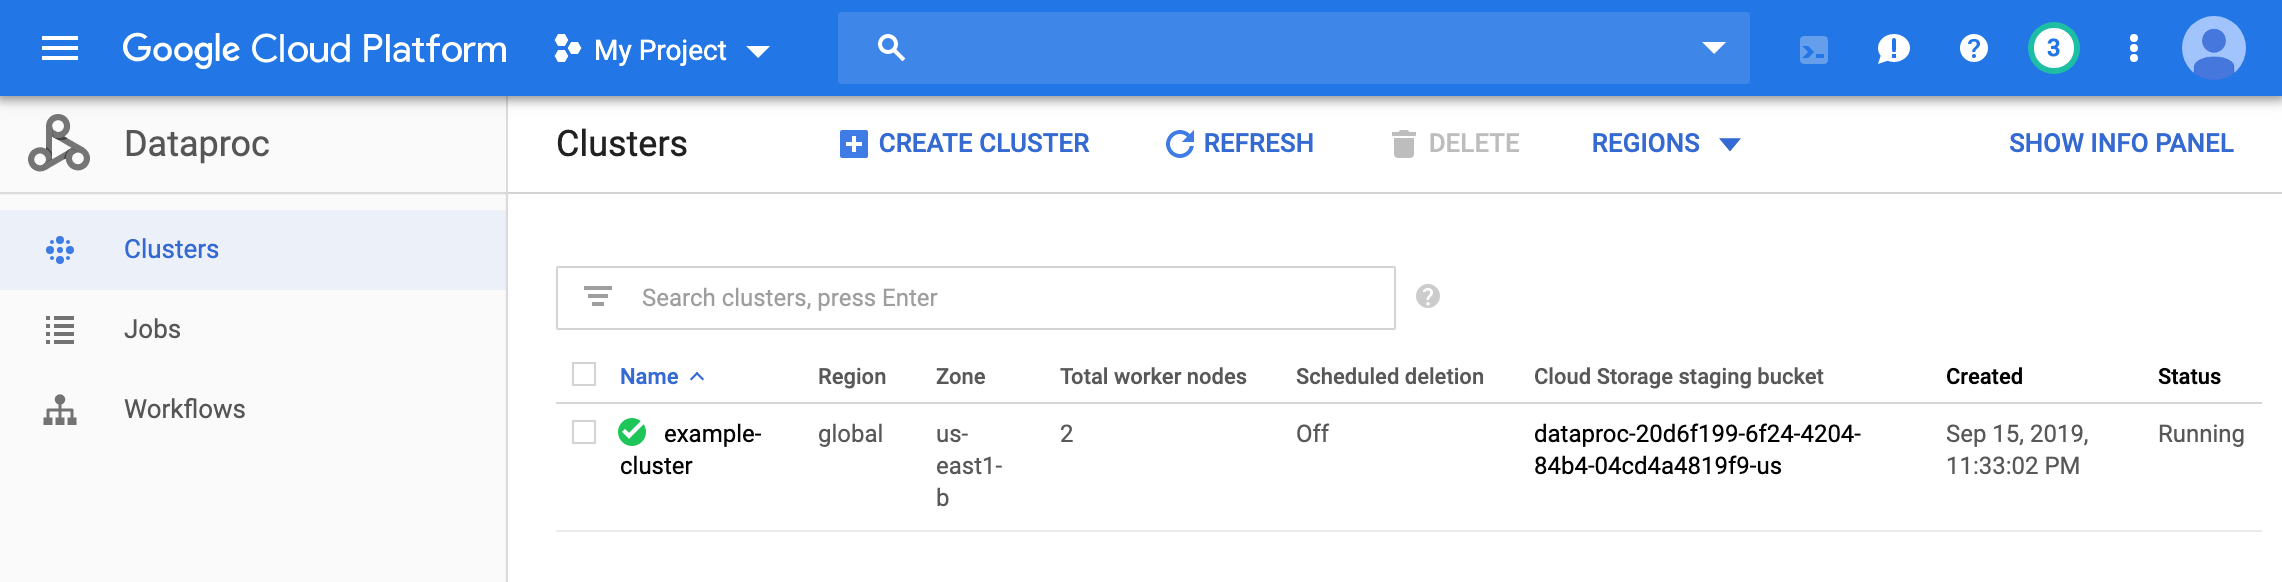 Google Cloud Platform My Project 3
Dataproc
Clusters CREATE CLUSTER REFRESH DELETE REGIONS SHOW INFO PANEL
Clusters
Jobs
Workflows
Search clusters, press Enter
Name Region Zone Total worker nodes Scheduled deletion Cloud Storage staging bucket Created Status
example- global us- 2 Off dataproc-20d6f199-6f24-4204- Sep 15, 2019, Running
cluster east1- 84b4-04cd4a4819f9-us 11:33:02 PM
b